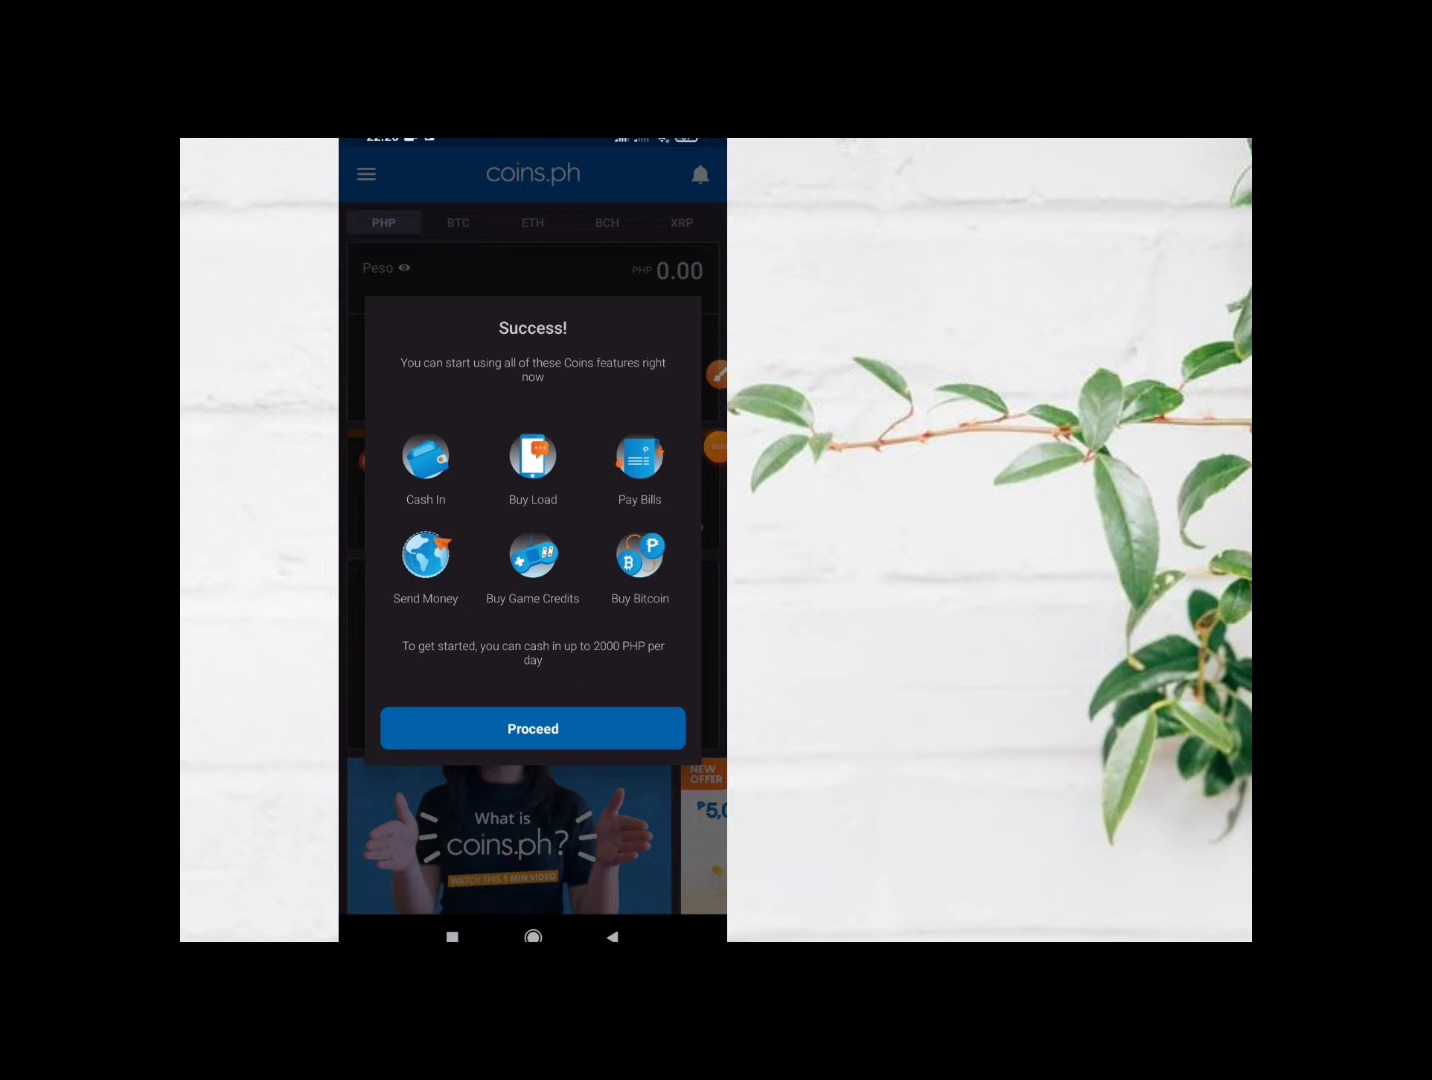 coins.ph
PHP BTC ETH BCH XRP
Peso PHP 0.00
Success!
You can start using all of these Coins features right
now
Cash In Buy Load Pay Bills
Send Money Buy Game Credits Buy Bitcoin
To get started, you can cash in up to 2000 PHP per
day
Proceed
NEW
OFFER
What is
coins.ph?
WATCH THIS 1 MIN VIDEO